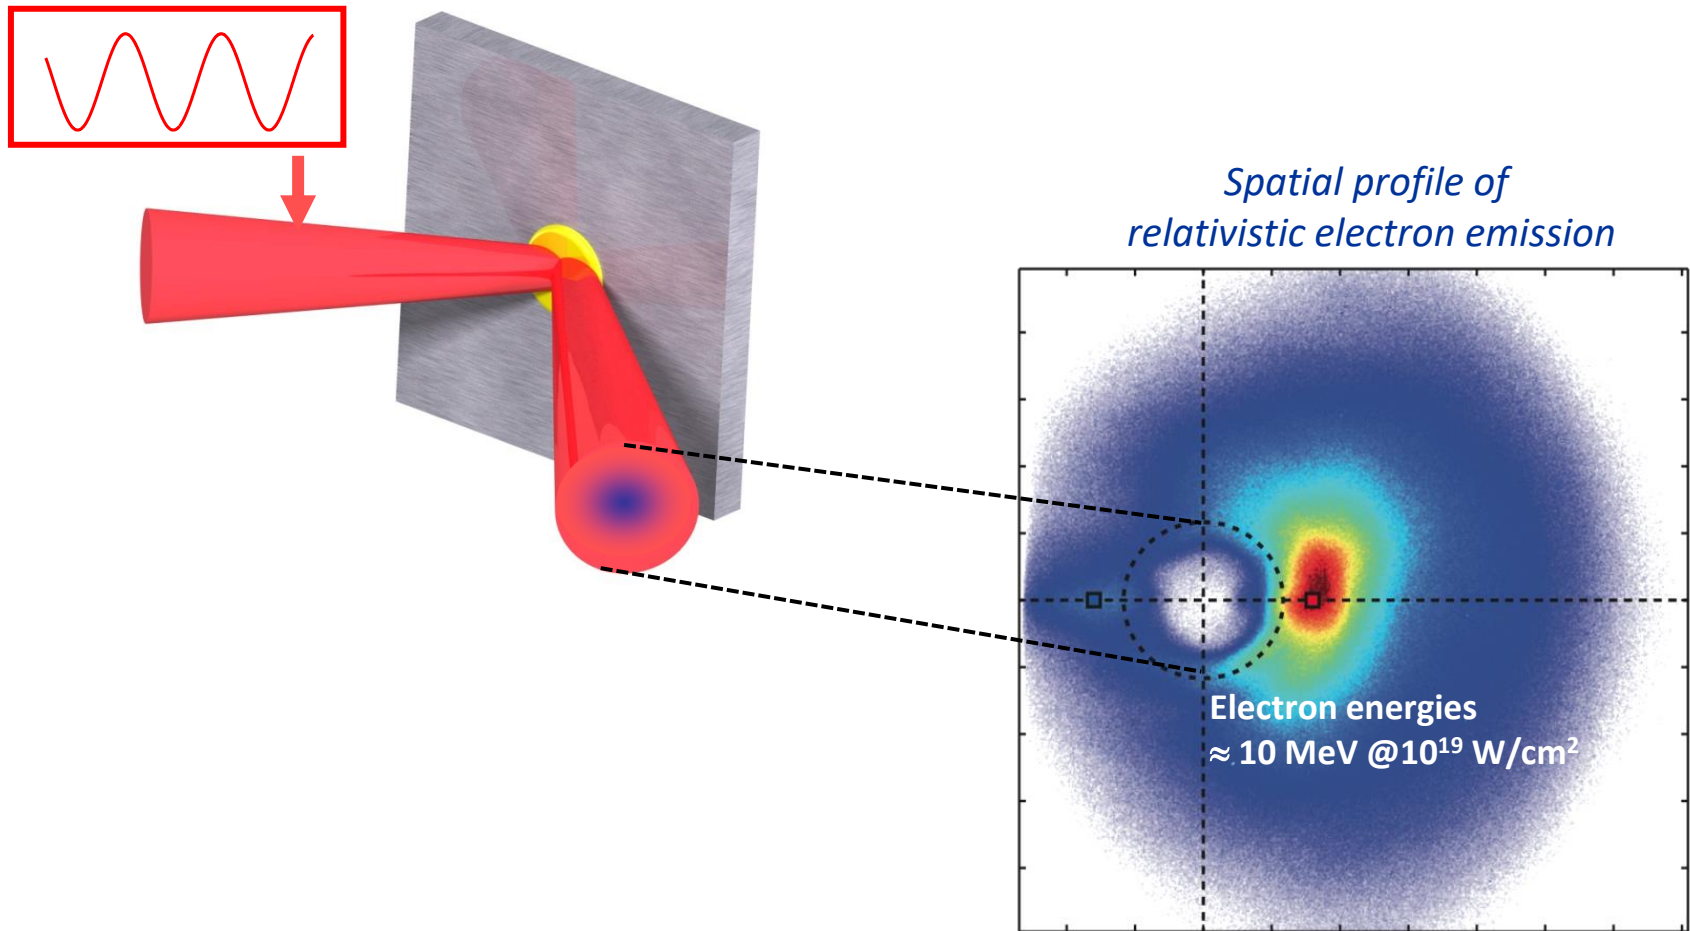 Spatial profile of
relativistic electron emission
Electron energies
≈ 10 MeV @10¹⁹ W/cm²